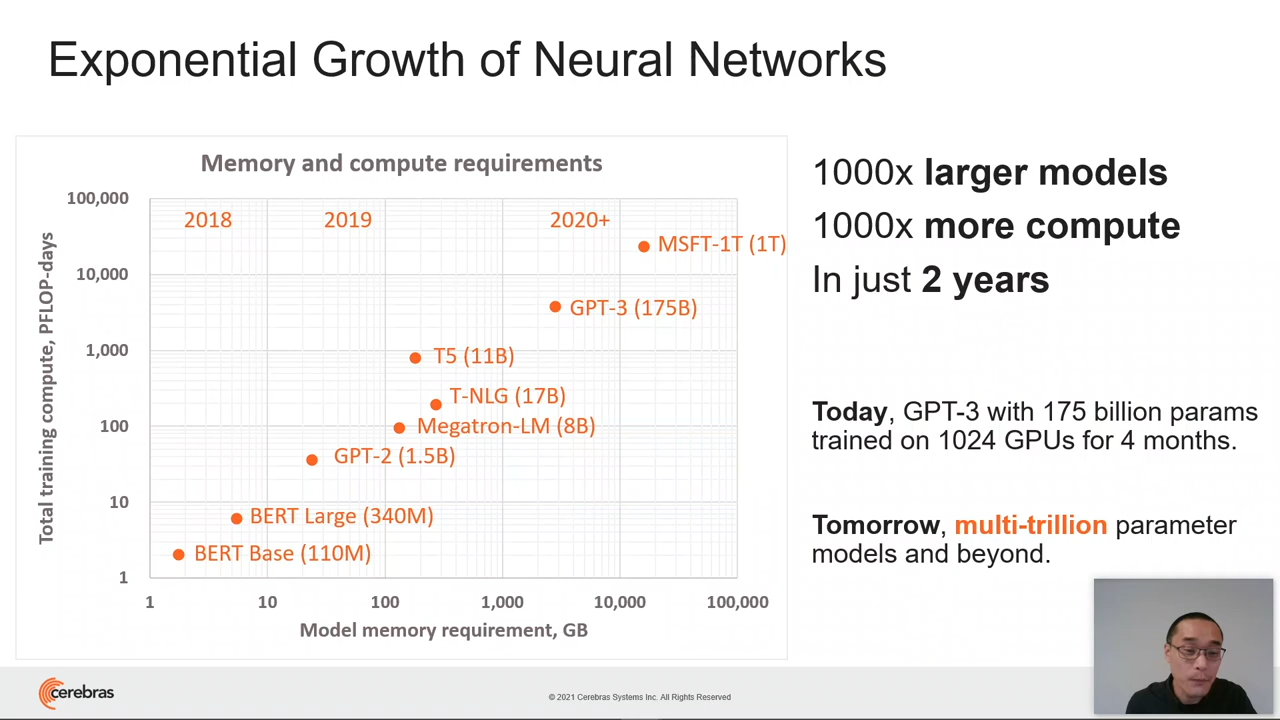 Exponential Growth of Neural Networks
Memory and compute requirements
100,000
10,000
1,000
100
10
1
Total training compute, PFLOP-days
2018
2019
2020+
MSFT-1T (1T)
GPT-3 (175B)
T5 (11B)
T-NLG (17B)
Megatron-LM (8B)
GPT-2 (1.5B)
BERT Large (340M)
BERT Base (110M)
1
10
100
1,000
10,000
100,000
Model memory requirement, GB
1000x larger models
1000x more compute
In just 2 years
Today, GPT-3 with 175 billion params
trained on 1024 GPUs for 4 months.
Tomorrow, multi-trillion parameter
models and beyond.
cerebras
© 2021 Cerebras Systems Inc. All Rights Reserved